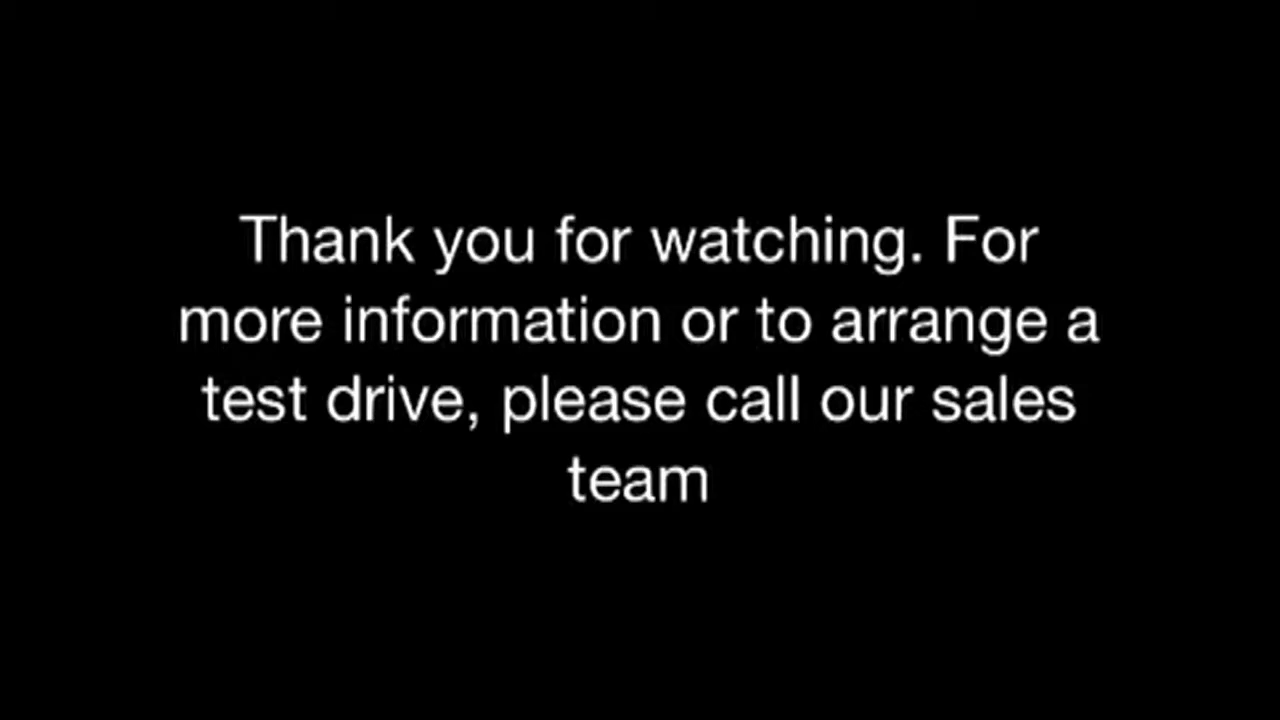 Thank you for watching. For
more information or to arrange a
test drive, please call our sales
team